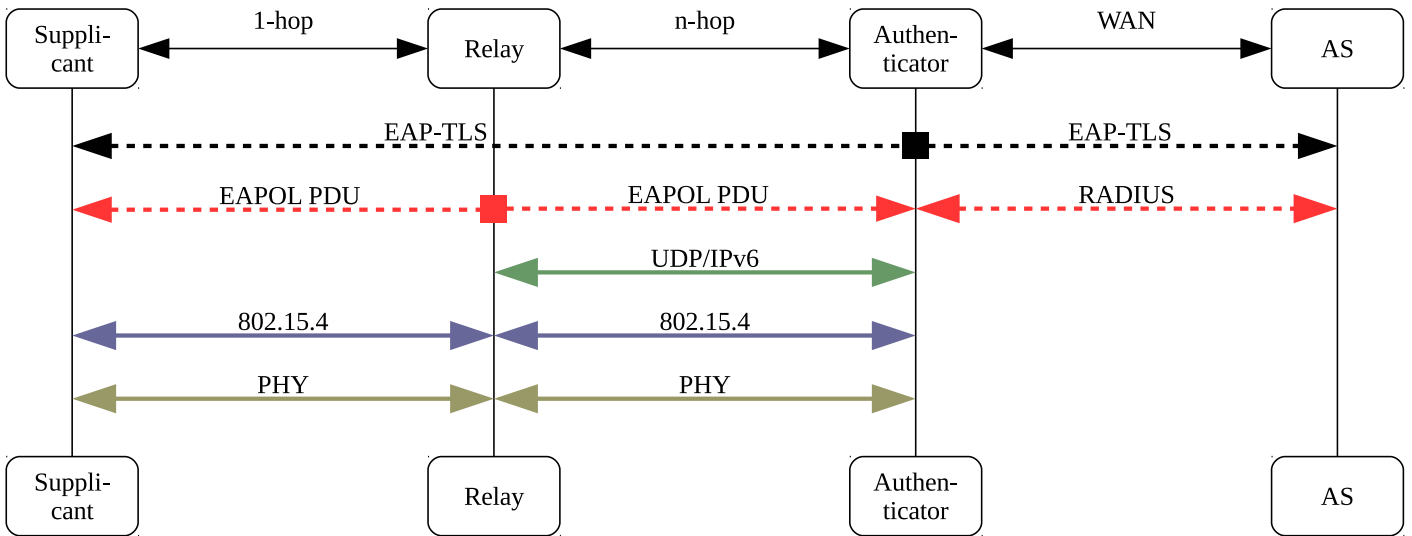 1-hop
n-hop
WAN
Suppli-
cant
Relay
Authen-
ticator
AS
EAP-TLS
EAP-TLS
EAPOL PDU
EAPOL PDU
RADIUS
UDP/IPv6
802.15.4
802.15.4
PHY
PHY
Suppli-
cant
Relay
Authen-
ticator
AS